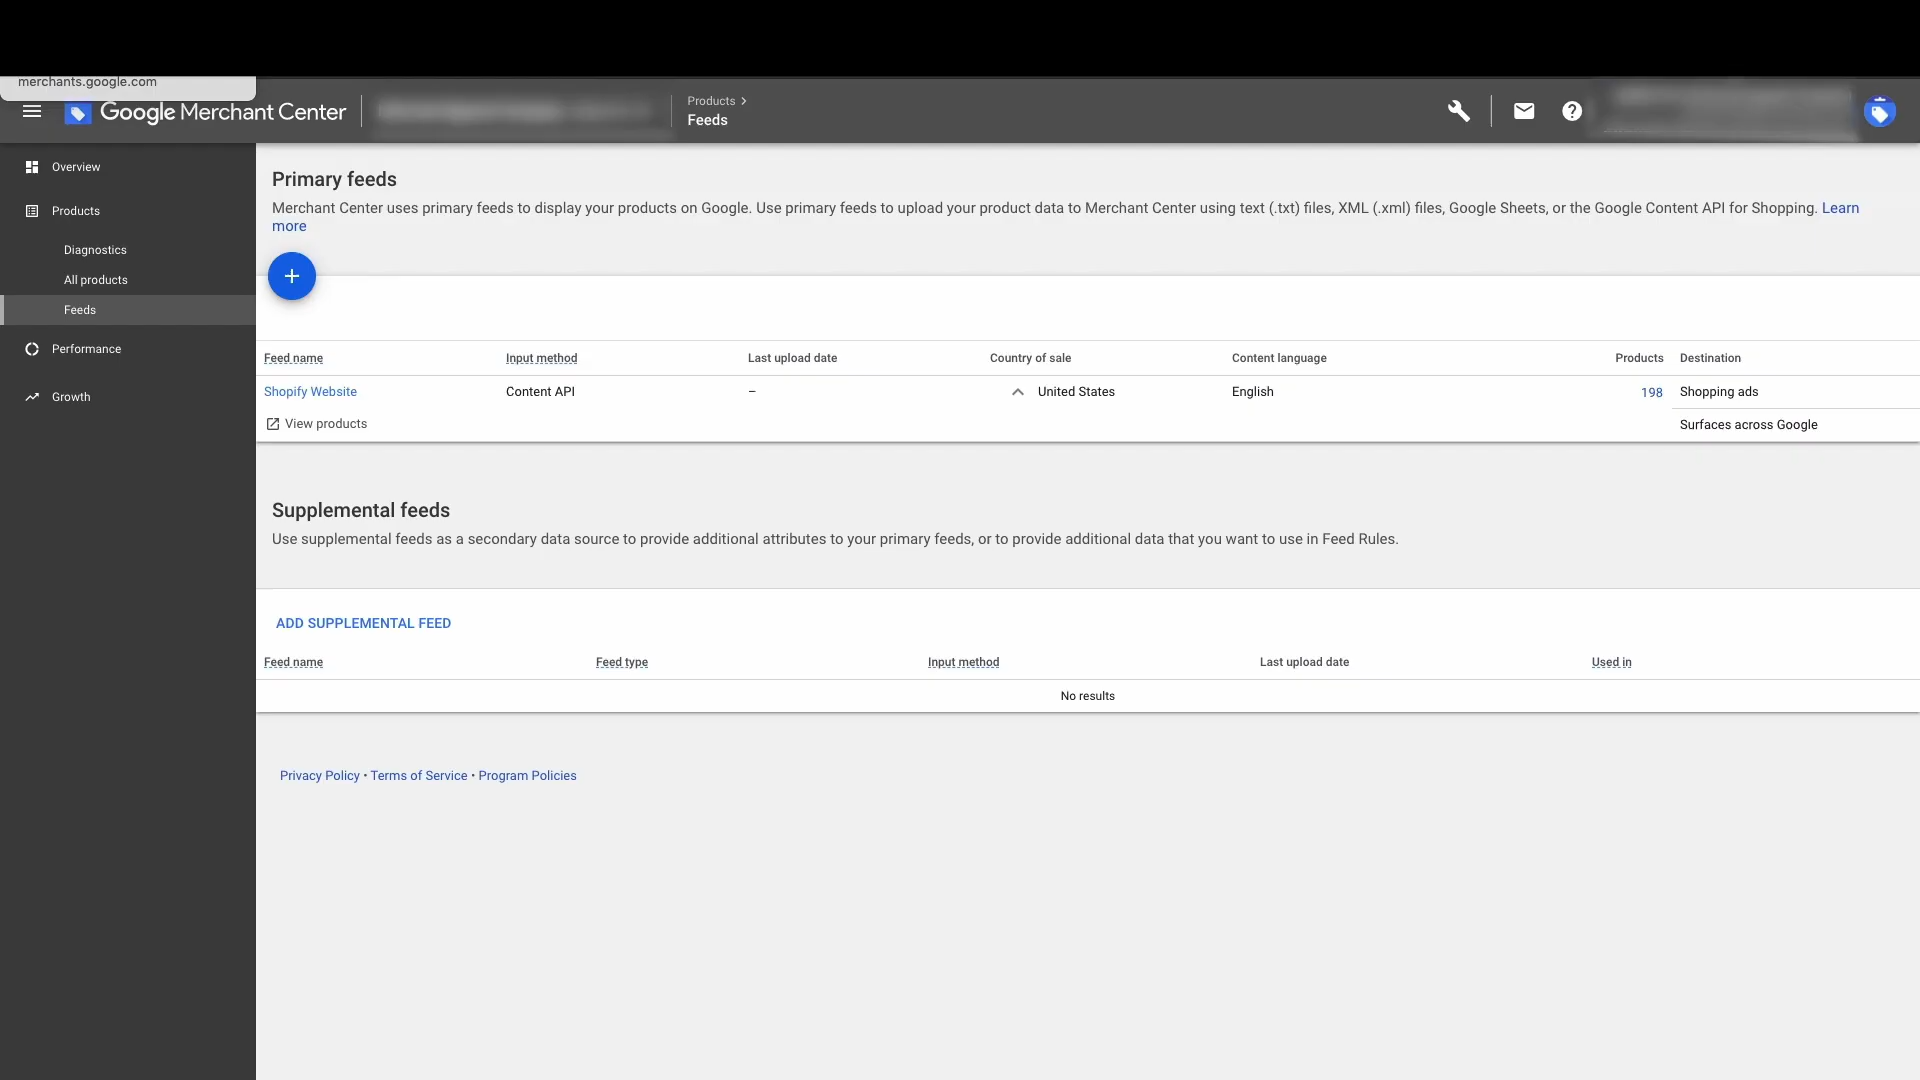 merchants.google.com
Google Merchant Center
Products >
Feeds
Overview
Products
Diagnostics
All products
Feeds
Performance
Growth
Primary feeds
Merchant Center uses primary feeds to display your products on Google. Use primary feeds to upload your product data to Merchant Center using text (.txt) files, XML (.xml) files, Google Sheets, or the Google Content API for Shopping. Learn
more
+
Feed name Input method Last upload date Country of sale Content language Products Destination
Shopify Website Content API – United States English 198 Shopping ads
View products Surfaces across Google
Supplemental feeds
Use supplemental feeds as a secondary data source to provide additional attributes to your primary feeds, or to provide additional data that you want to use in Feed Rules.
ADD SUPPLEMENTAL FEED
Feed name Feed type Input method Last upload date Used in
No results
Privacy Policy • Terms of Service • Program Policies